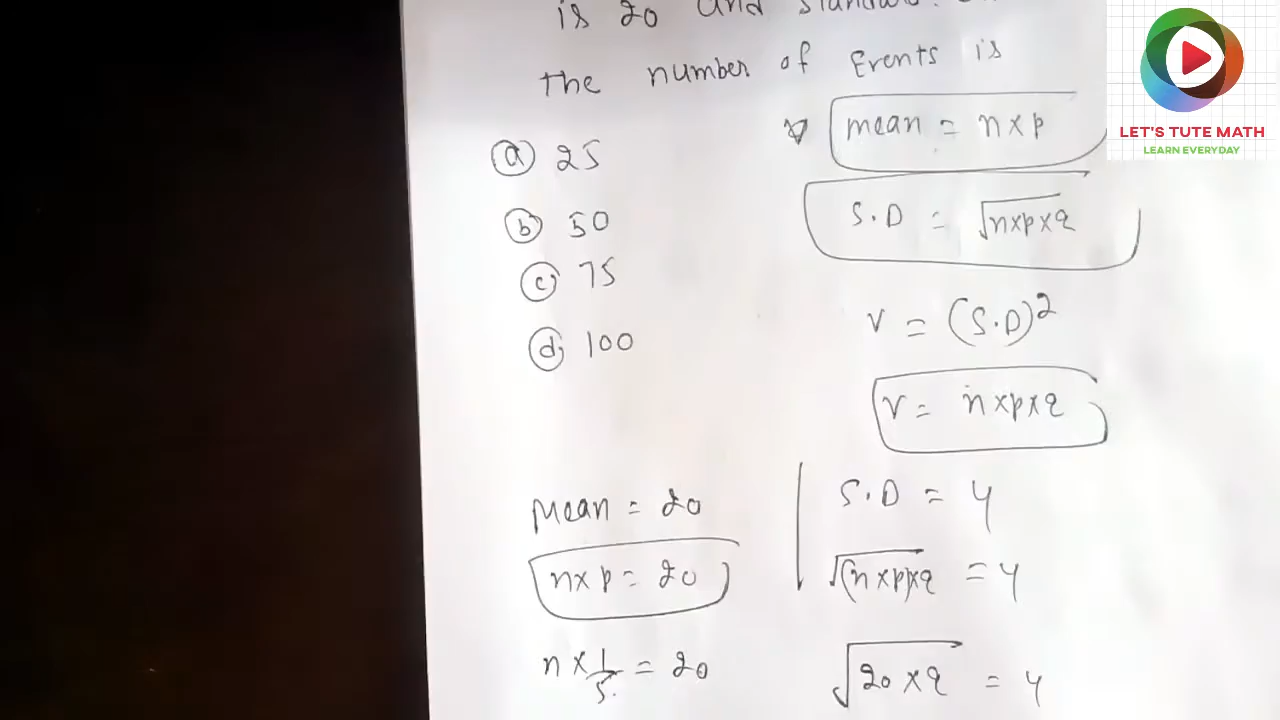 is 20 and
The number of Events is
mean = n×p
S.D = √n×p×q
(a) 25
(b) 50
(c) 75
(d) 100
V = (S.D)²
V = n×p×q
Mean = 20
n×p = 20
n×1/5 = 20
S.D = 4
√(n×p)×q = 4
√20×q = 4
LET'S TUTE MATH
LEARN EVERYDAY